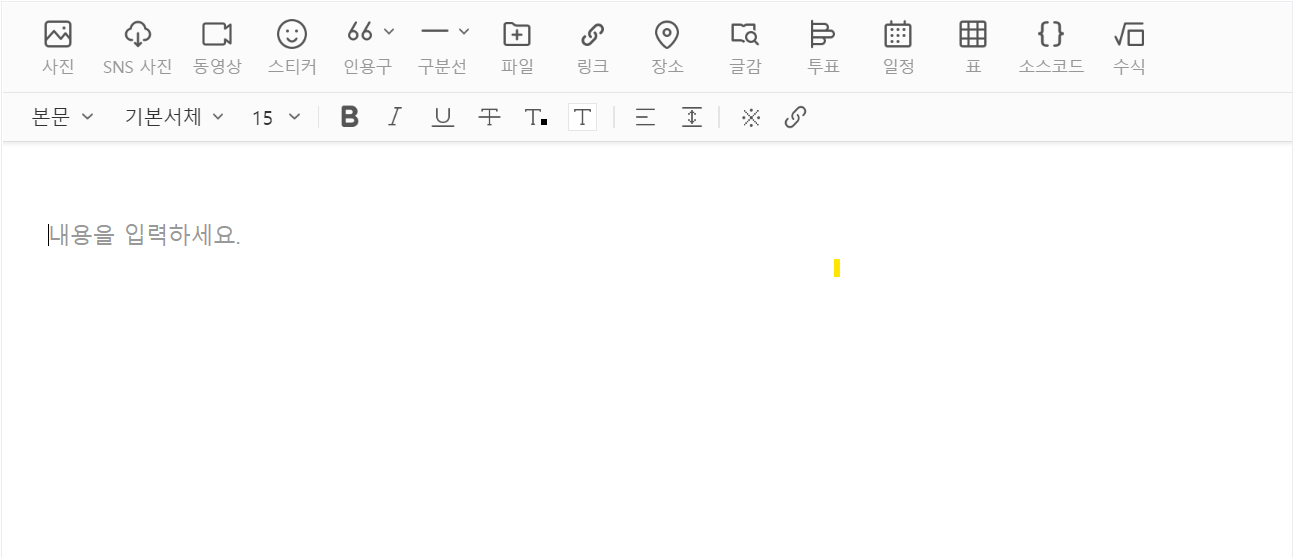 사진 SNS 사진 동영상 스티커 인용구 구분선 파일 링크 장소 글감 투표 일정 표 소스코드 수식
본문 기본서체 15 B I U T T T
내용을 입력하세요.